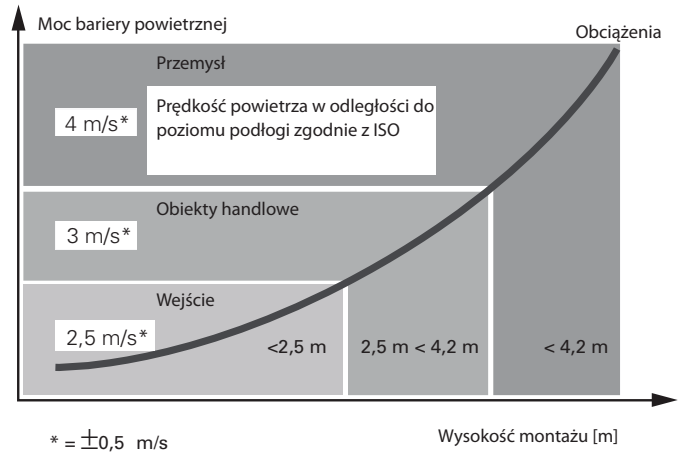 Moc bariery powietrznej
Obciążenia
Przemysł
4 m/s*
Prędkość powietrza w odległości do
poziomu podłogi zgodnie z ISO
Obiekty handlowe
3 m/s*
Wejście
2,5 m/s*
<2,5 m
2,5 m < 4,2 m
< 4,2 m
* = ±0,5 m/s
Wysokość montażu [m]